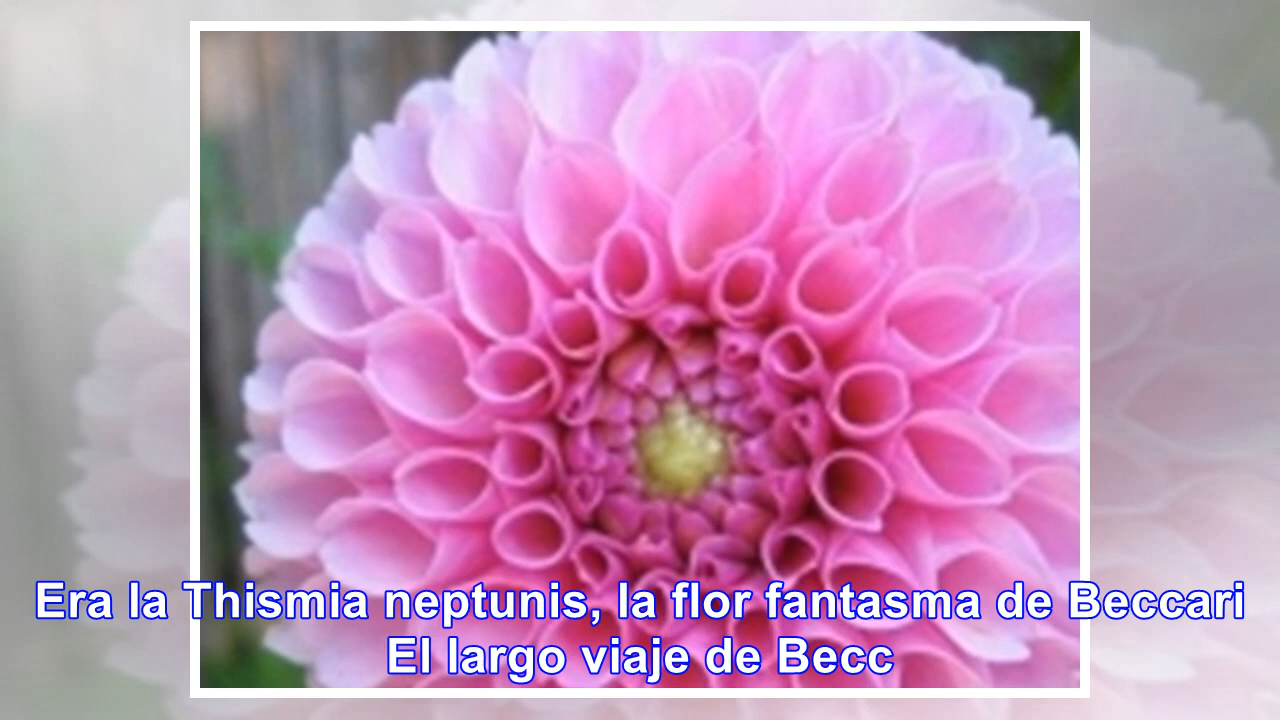 Era la Thismia neptunis, la flor fantasma de Beccari
El largo viaje de Becc